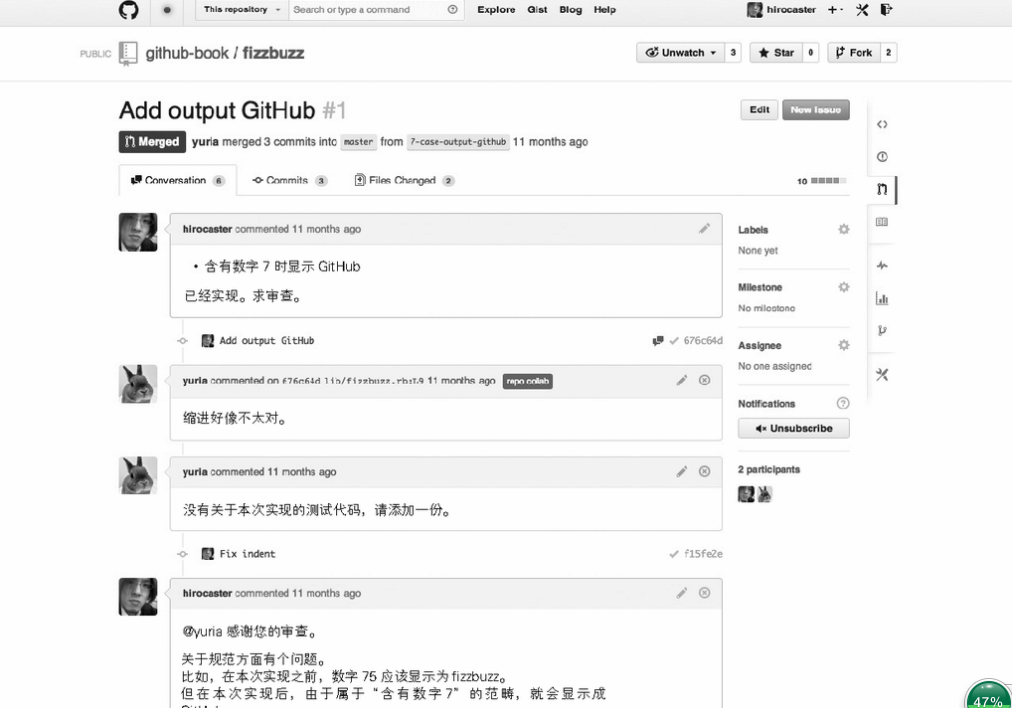 This repository
Search or type a command
Explore Gist Blog Help
hirocaster
PUBLIC github-book / fizzbuzz
Unwatch 3 Star 0 Fork 2
Add output GitHub #1
Edit New Issue
Merged yuria merged 3 commits into master from 7-case-output-github 11 months ago
Conversation 6 Commits 3 Files Changed 2
10
hirocaster commented 11 months ago
• 含有数字 7 时显示 GitHub
已经实现。求审查。
Add output GitHub 676c64d
yuria commented on 676c64d lib/fizzbuzz.rb:L9 11 months ago repo collab
缩进好像不太对。
yuria commented 11 months ago
没有关于本次实现的测试代码，请添加一份。
Fix indent f15fe2e
hirocaster commented 11 months ago
@yuria 感谢您的审查。
关于规范方面有个问题。
比如，在本次实现之前，数字 75 应该显示为 fizzbuzz。
但在本次实现后，由于属于“含有数字 7”的范畴，就会显示成
Labels
None yet
Milestone
No milestone
Assignee
No one assigned
Notifications
Unsubscribe
2 participants
47%